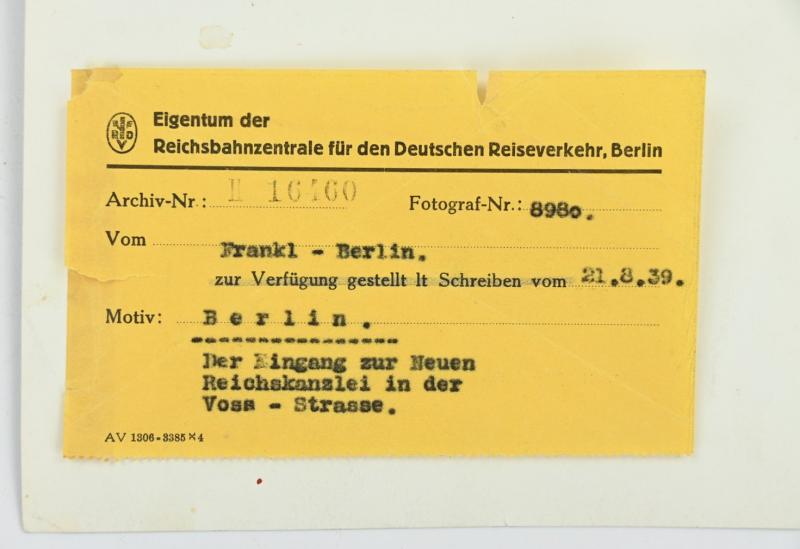 Eigentum der
Reichsbahnzentrale für den Deutschen Reiseverkehr, Berlin
Archiv-Nr.: H 16460 Fotograf-Nr.: 8980.
Vom Frankl - Berlin.
zur Verfügung gestellt lt Schreiben vom 21.8.39.
Motiv: Berlin.
Der Eingang zur Neuen
Reichskanzlei in der
Voss - Strasse.
AV 1306-3385 X4